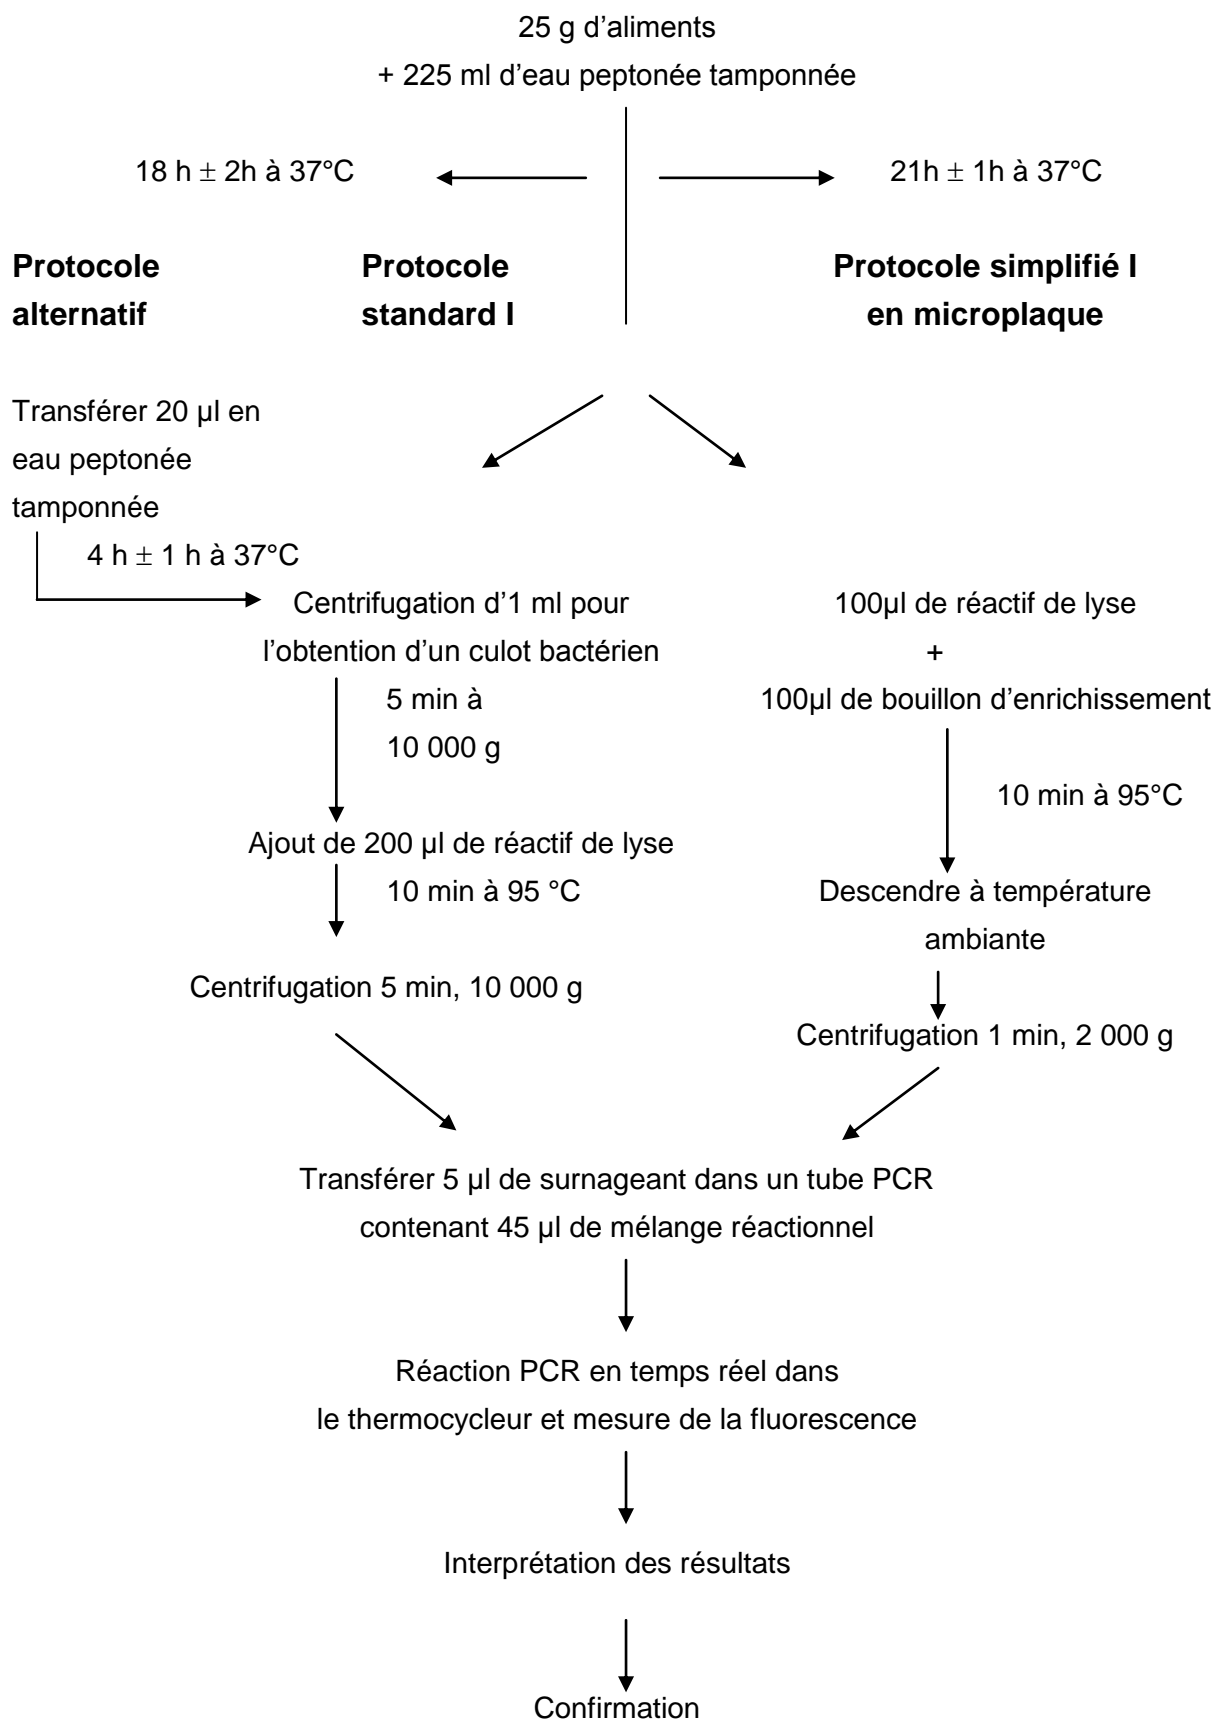 25 g d’aliments
+ 225 ml d’eau peptonée tamponnée
18 h ± 2h à 37°C
21h ± 1h à 37°C
Protocole
alternatif
Protocole
standard I
Protocole simplifié I
en microplaque
Transférer 20 µl en
eau peptonée
tamponnée
4 h ± 1 h à 37°C
Centrifugation d’1 ml pour
l’obtention d’un culot bactérien
5 min à
10 000 g
Ajout de 200 µl de réactif de lyse
10 min à 95 °C
Centrifugation 5 min, 10 000 g
100µl de réactif de lyse
+
100µl de bouillon d’enrichissement
10 min à 95°C
Descendre à température
ambiante
Centrifugation 1 min, 2 000 g
Transférer 5 µl de surnageant dans un tube PCR
contenant 45 µl de mélange réactionnel
Réaction PCR en temps réel dans
le thermocycleur et mesure de la fluorescence
Interprétation des résultats
Confirmation